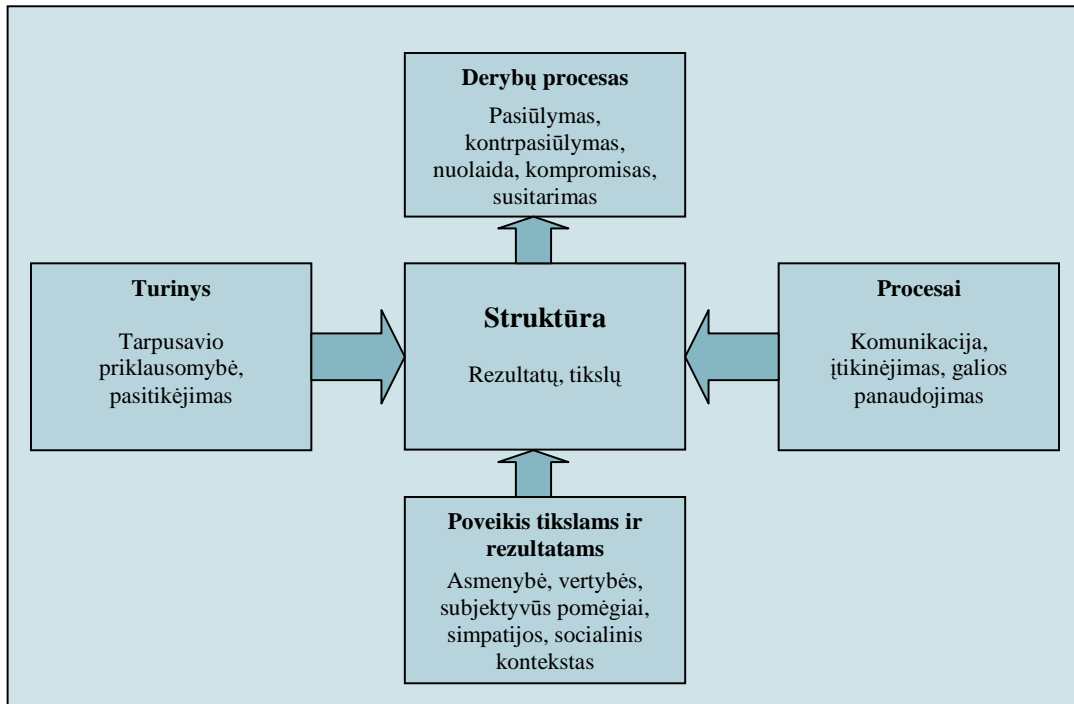 Derybų procesas
Pasiūlymas,
kontrpasiūlymas,
nuolaida, kompromisas,
susitarimas
Turinys
Tarpusavio
priklausomybė,
pasitikėjimas
Struktūra
Rezultatų, tikslų
Procesai
Komunikacija,
įtikinėjimas, galios
panaudojimas
Poveikis tikslams ir
rezultatams
Asmenybė, vertybės,
subjektyvūs pomėgiai,
simpatijos, socialinis
kontekstas